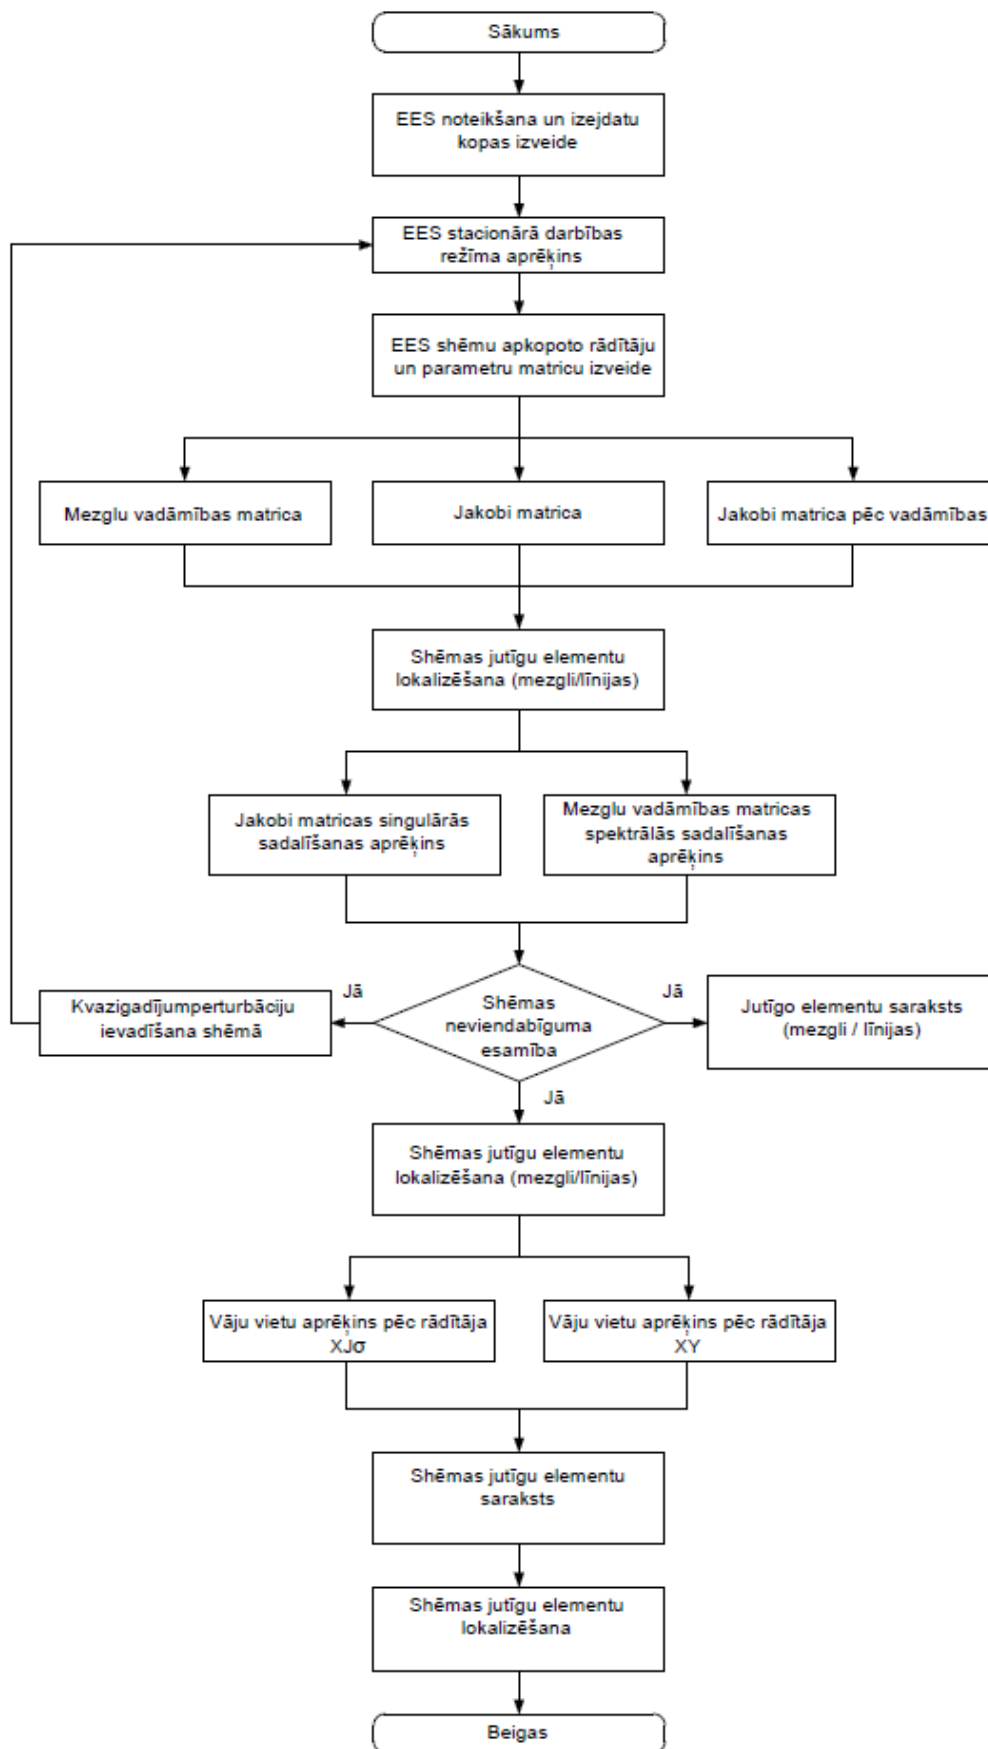 Sākums
EES noteikšana un izejdatu
kopas izveide
EES stacionārā darbības
režīma aprēķins
EES shēmu apkopoto rādītāju
un parametru matricu izveide
Mezglu vadāmības matrica
Jakobi matrica
Jakobi matrica pēc vadāmības
Shēmas jutīgu elementu
lokalizēšana (mezgli/līnijas)
Jakobi matricas singulārās
sadalīšanas aprēķins
Mezglu vadāmības matricas
spektrālās sadalīšanas
aprēķins
Kvazigadījumperturbāciju
ievadīšana shēmā
Jā
Shēmas
neviendabīguma
esamība
Jā
Jutīgo elementu saraksts
(mezgli / līnijas)
Jā
Shēmas jutīgu elementu
lokalizēšana (mezgli/līnijas)
Vāju vietu aprēķins pēc rādītāja
XJσ
Vāju vietu aprēķins pēc rādītāja
XY
Shēmas jutīgu elementu
saraksts
Shēmas jutīgu elementu
lokalizēšana
Beigas